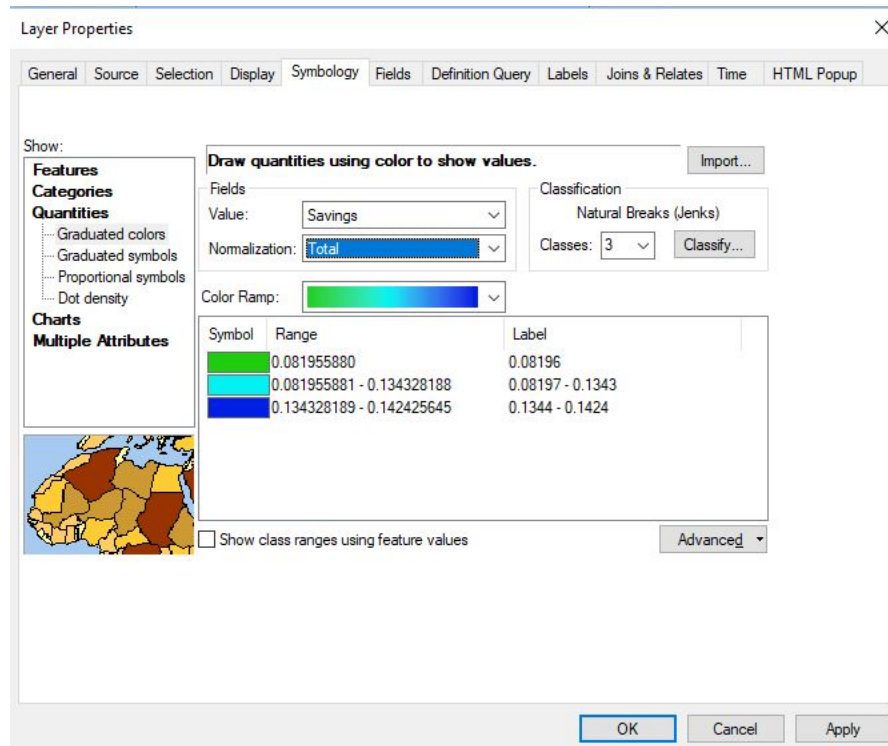 Layer Properties
General Source Selection Display Symbology Fields Definition Query Labels Joins & Relates Time HTML Popup
Show:
Features
Categories
Quantities
Graduated colors
Graduated symbols
Proportional symbols
Dot density
Charts
Multiple Attributes
Draw quantities using color to show values.
Import...
Fields
Value: Savings
Normalization: Total
Classification
Natural Breaks (Jenks)
Classes: 3 Classify...
Color Ramp:
Symbol Range Label
0.081955880 0.08196
0.081955881 - 0.134328188 0.08197 - 0.1343
0.134328189 - 0.142425645 0.1344 - 0.1424
Show class ranges using feature values
Advanced
OK Cancel Apply